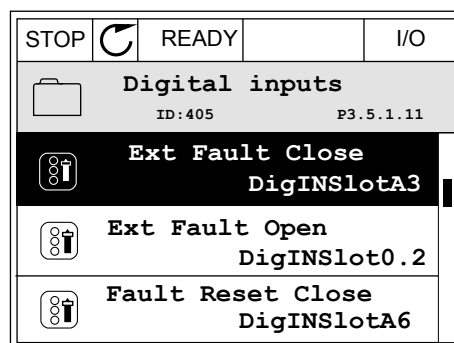 STOP READY I/O
Digital inputs
ID:405 P3.5.1.11
Ext Fault Close
DigINSlotA3
Ext Fault Open
DigINSlot0.2
Fault Reset Close
DigINSlotA6